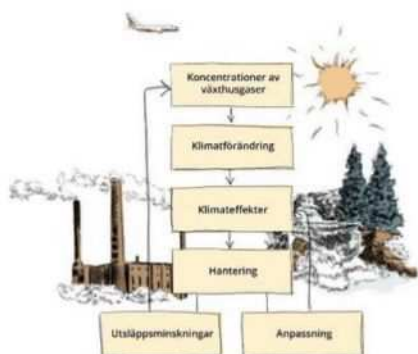 Koncentrationer av
växthusgaser
Klimatförändring
Klimateffekter
Hantering
Utsläppsminskningar
Anpassning